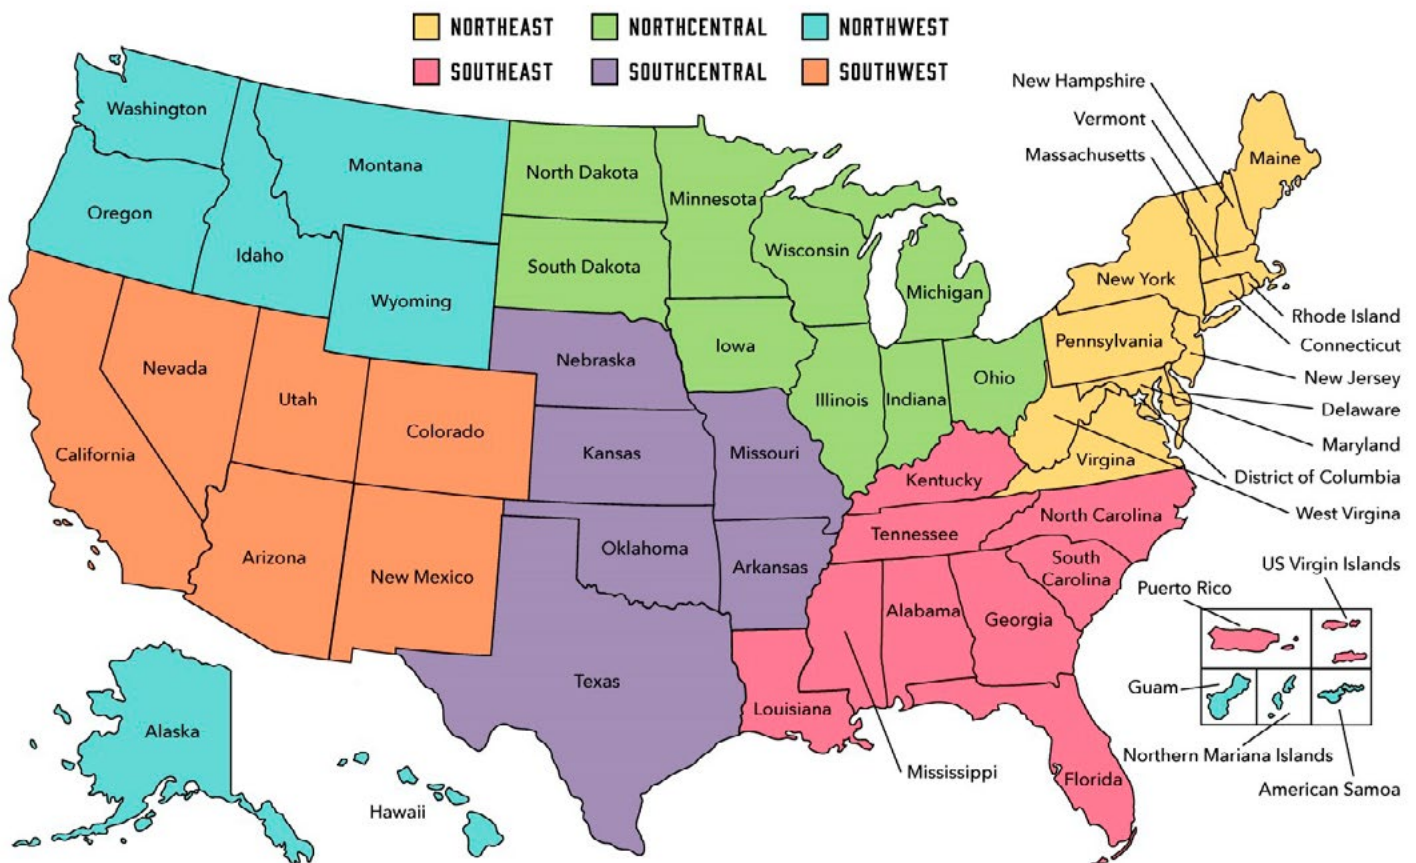 NORTHEAST NORTHCENTRAL NORTHWEST
SOUTHEAST SOUTHCENTRAL SOUTHWEST
New Hampshire
Vermont
Massachusetts
Washington
Montana
Oregon
Idaho
Wyoming
North Dakota
South Dakota
Minnesota
Wisconsin
Michigan
Iowa
Illinois
Indiana
Ohio
Maine
New York
Pennsylvania
Rhode Island
Connecticut
New Jersey
Delaware
Maryland
District of Columbia
West Virgina
Virgina
California
Nevada
Utah
Colorado
Arizona
New Mexico
Nebraska
Kansas
Missouri
Oklahoma
Arkansas
Texas
Kentucky
Tennessee
North Carolina
South
Carolina
Alabama
Georgia
Louisiana
Mississippi
Florida
US Virgin Islands
Puerto Rico
Guam
Northern Mariana Islands
American Samoa
Alaska
Hawaii